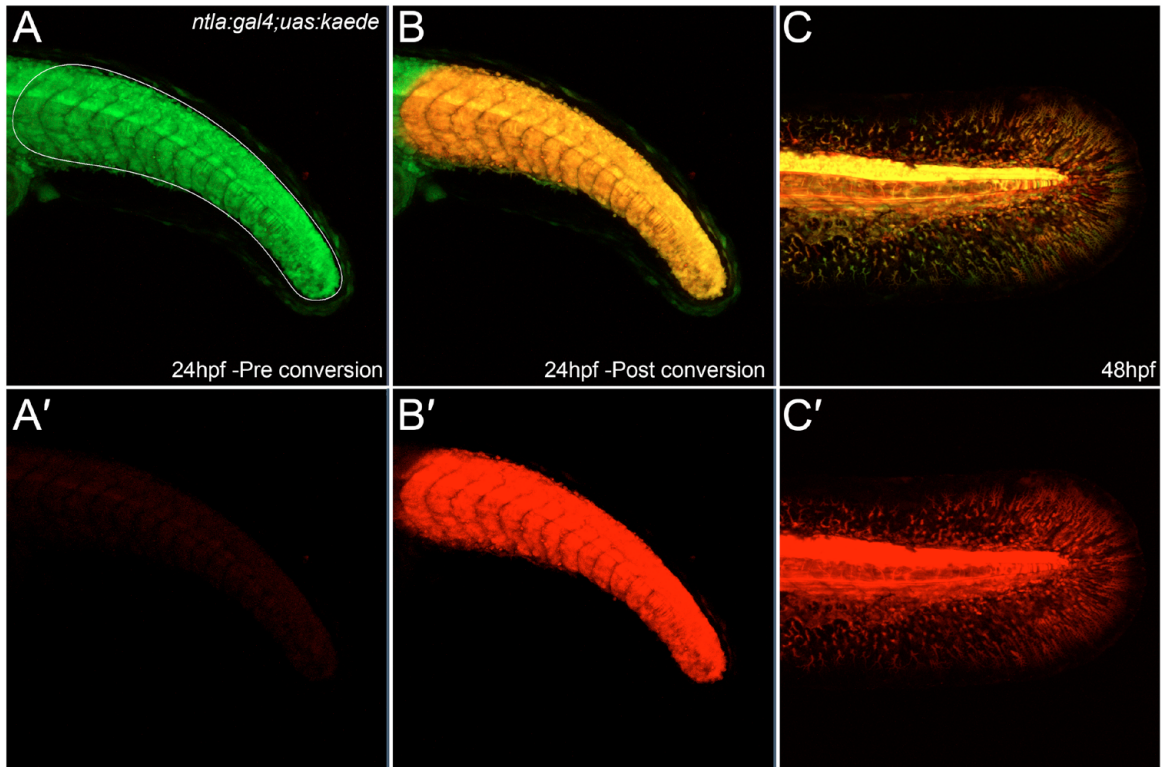 A
ntla:gal4;uas:kaede
24hpf -Pre conversion
B
24hpf -Post conversion
C
48hpf
A′
B′
C′